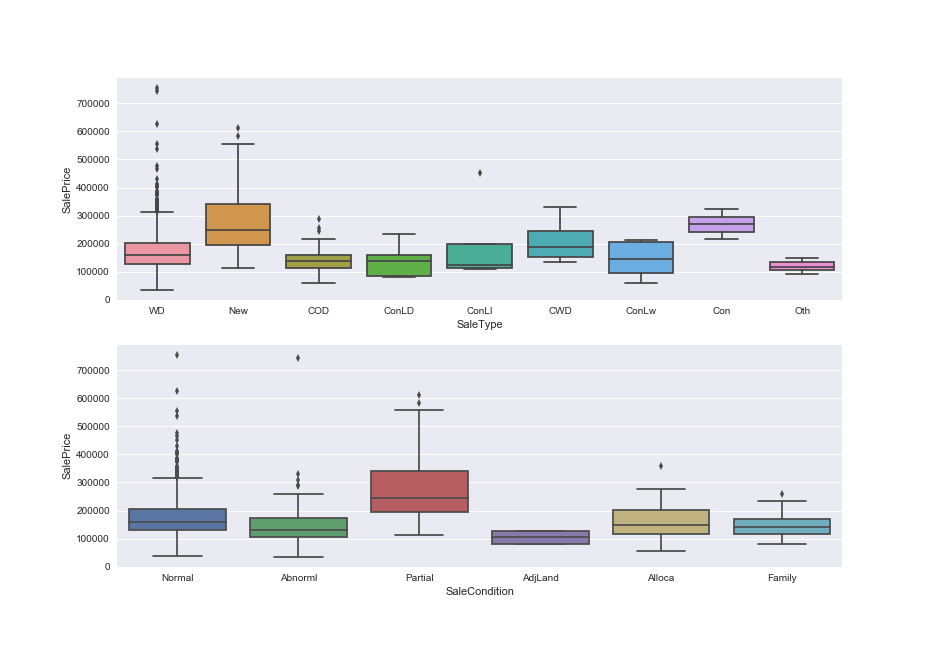 SalePrice
700000
600000
500000
400000
300000
200000
100000
0
WD New COD ConLD ConLI CWD ConLw Con Oth
SaleType
SalePrice
700000
600000
500000
400000
300000
200000
100000
0
Normal Abnorml Partial AdjLand Alloca Family
SaleCondition